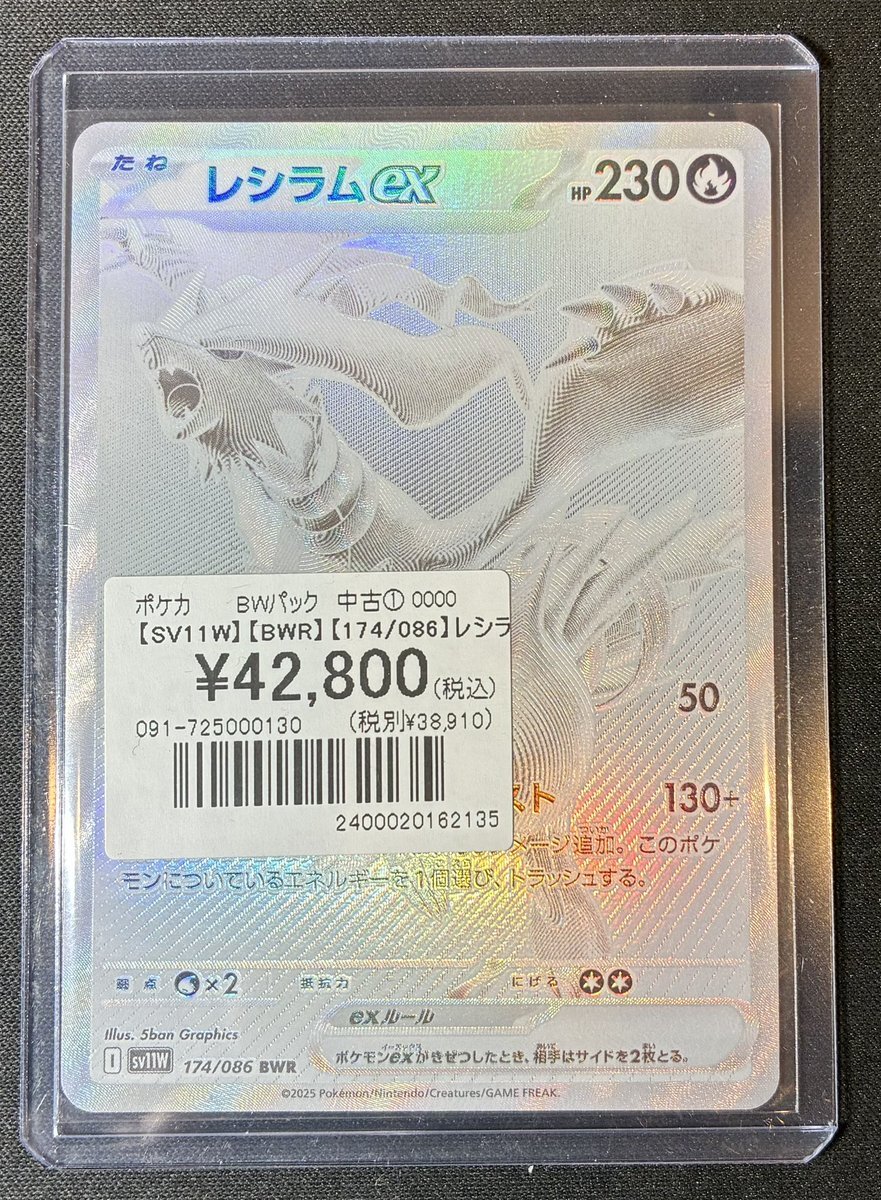 たね レシラムex HP230
ポケカ BWパック 中古① 0000
【SV11W】【BWR】【174/086】レシラ
¥42,800(税込)
091-725000130 (税別¥38,910)
2400020162135
50
スト 130+
メージ追加。このポケ
モンについているエネルギーを1個選び、トラッシュする。
弱点 ×2 抵抗力 にげる
exルール
ポケモンexがきぜつしたとき、相手はサイドを2枚とる。
Illus. 5ban Graphics
I sv11W 174/086 BWR
©2025 Pokémon/Nintendo/Creatures/GAME FREAK.